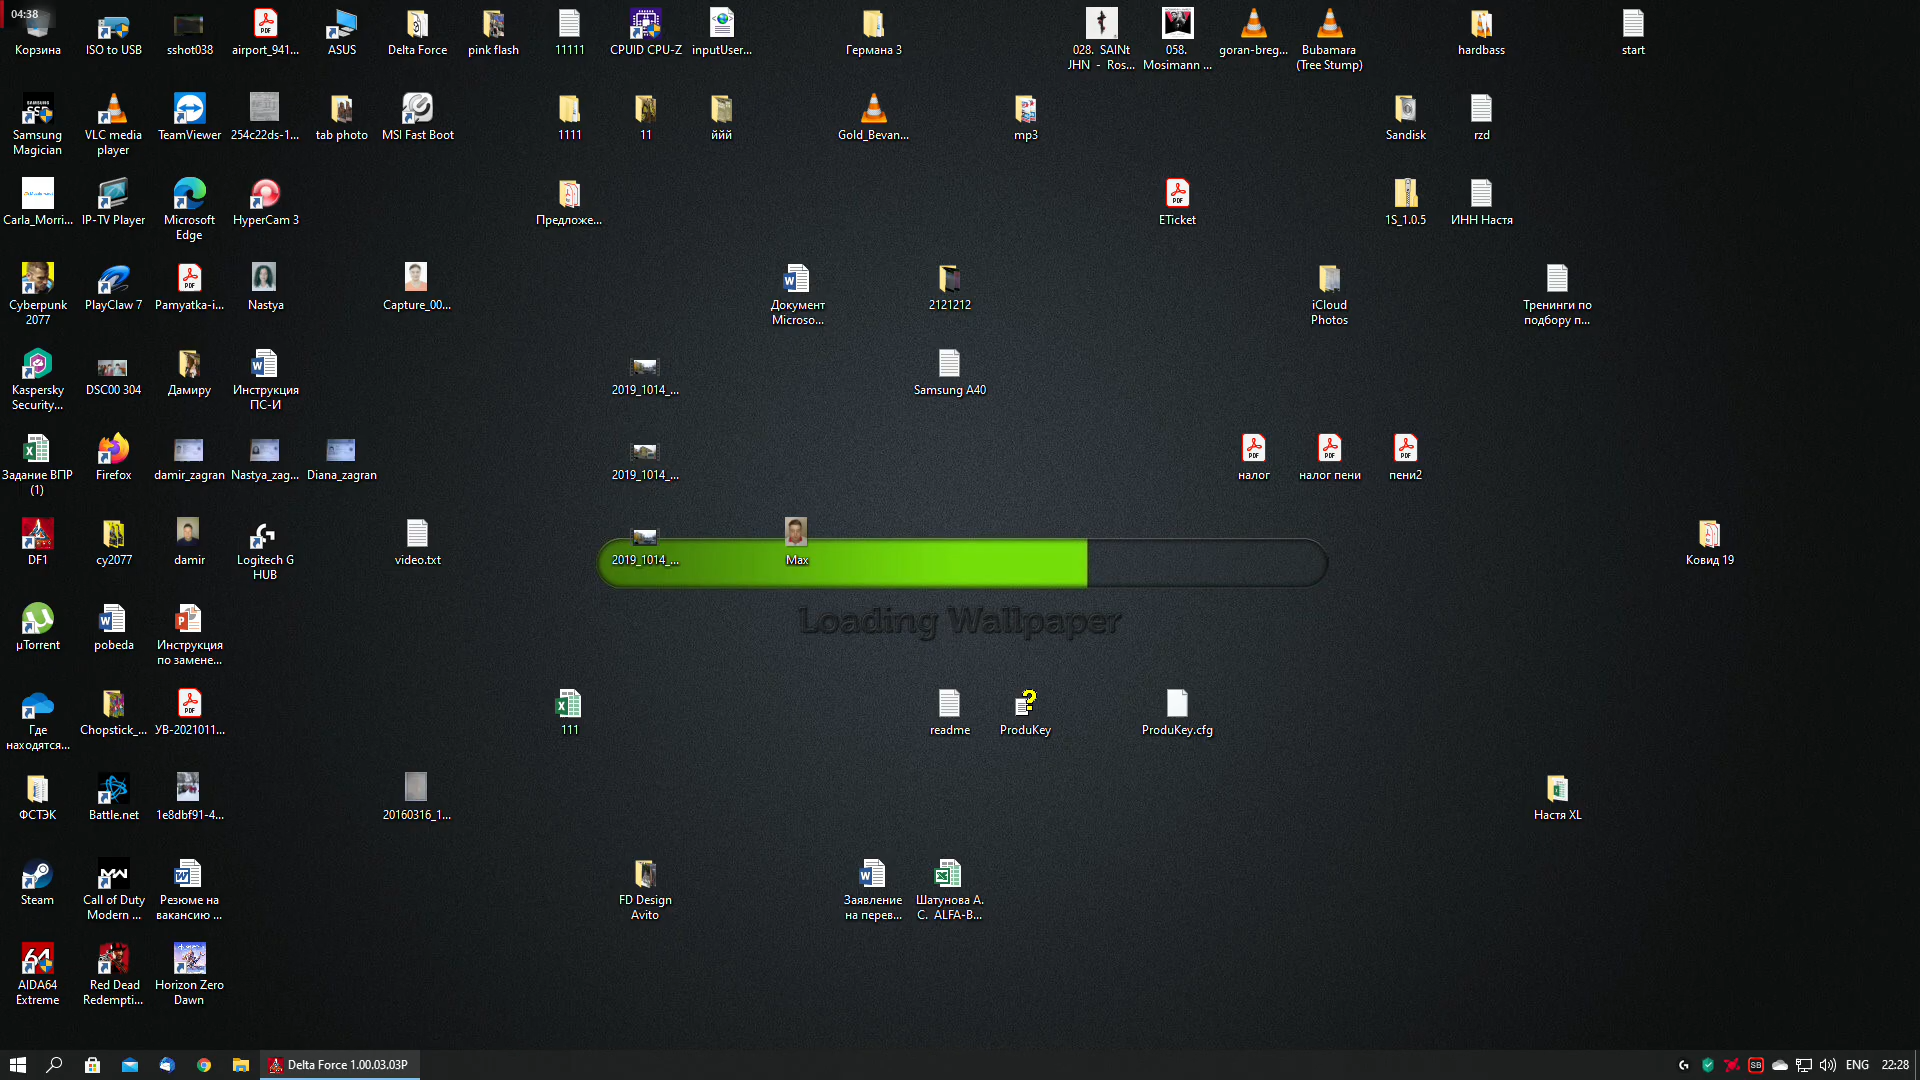 04:38
Корзина
ISO to USB
sshot038
airport_941...
ASUS
Delta Force
pink flash
11111
CPUID CPU-Z
inputUser...
Германа 3
028. SAINt
JHN - Ros...
058.
Mosimann ...
goran-breg...
Bubamara
(Tree Stump)
hardbass
start
Samsung
Magician
VLC media
player
TeamViewer
254c22ds-1...
tab photo
MSI Fast Boot
1111
11
ййй
Gold_Bevan...
mp3
Sandisk
rzd
Carla_Morri...
IP-TV Player
Microsoft
Edge
HyperCam 3
Предложе...
ETicket
1S_1.0.5
ИНН Настя
Cyberpunk
2077
PlayClaw 7
Pamyatka-i...
Nastya
Capture_00...
Документ
Microso...
2121212
iCloud
Photos
Тренинги по
подбору п...
Kaspersky
Security...
DSC00 304
Дамиру
Инструкция
ПС-И
2019_1014_...
Samsung A40
Задание ВПР
(1)
Firefox
damir_zagran
Nastya_zag...
Diana_zagran
2019_1014_...
налог
налог пени
пени2
DF1
cy2077
damir
Logitech G
HUB
video.txt
2019_1014_...
Max
Ковид 19
Loading Wallpaper
µTorrent
pobeda
Инструкция
по замене...
Где
находятся...
Chopstick_...
УВ-2021011...
111
readme
ProduKey
ProduKey.cfg
ФСТЭК
Battle.net
1e8dbf91-4...
20160316_1...
Настя XL
Steam
Call of Duty
Modern ...
Резюме на
вакансию ...
FD Design
Avito
Заявление
на перев...
Шатунова А.
С. ALFA-B...
AIDA64
Extreme
Red Dead
Redempti...
Horizon Zero
Dawn
Delta Force 1.00.03.03P
ENG
22:28